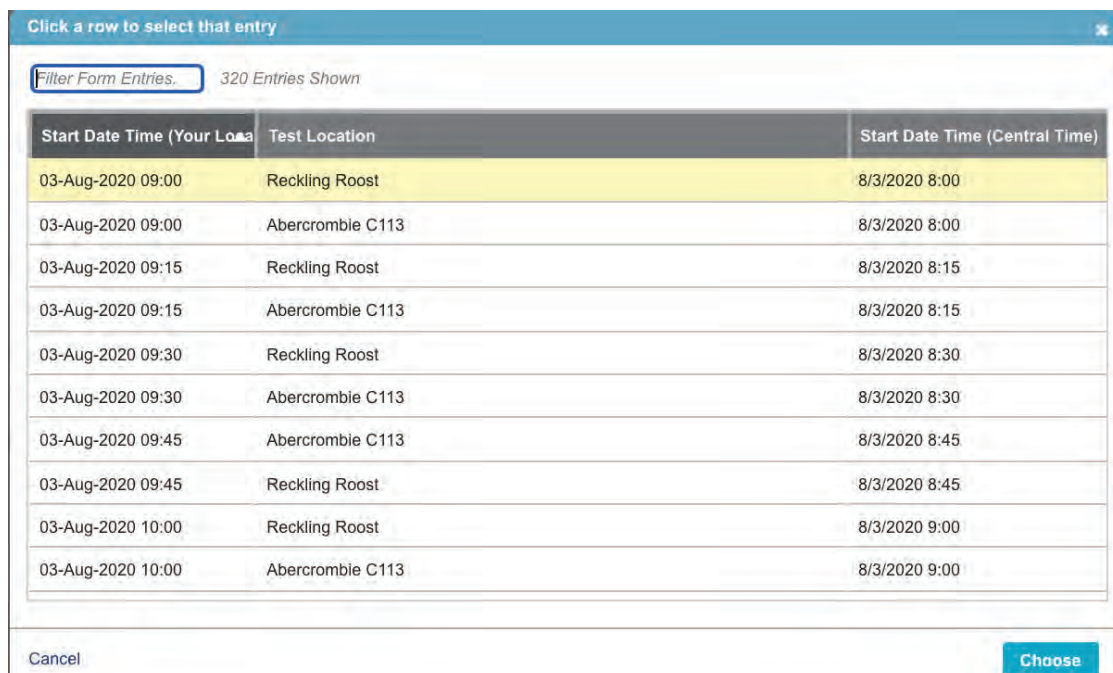 Click a row to select that entry
Filter Form Entries. 320 Entries Shown
Start Date Time (Your Loca Test Location Start Date Time (Central Time)
03-Aug-2020 09:00 Reckling Roost 8/3/2020 8:00
03-Aug-2020 09:00 Abercrombie C113 8/3/2020 8:00
03-Aug-2020 09:15 Reckling Roost 8/3/2020 8:15
03-Aug-2020 09:15 Abercrombie C113 8/3/2020 8:15
03-Aug-2020 09:30 Reckling Roost 8/3/2020 8:30
03-Aug-2020 09:30 Abercrombie C113 8/3/2020 8:30
03-Aug-2020 09:45 Abercrombie C113 8/3/2020 8:45
03-Aug-2020 09:45 Reckling Roost 8/3/2020 8:45
03-Aug-2020 10:00 Reckling Roost 8/3/2020 9:00
03-Aug-2020 10:00 Abercrombie C113 8/3/2020 9:00
Cancel Choose